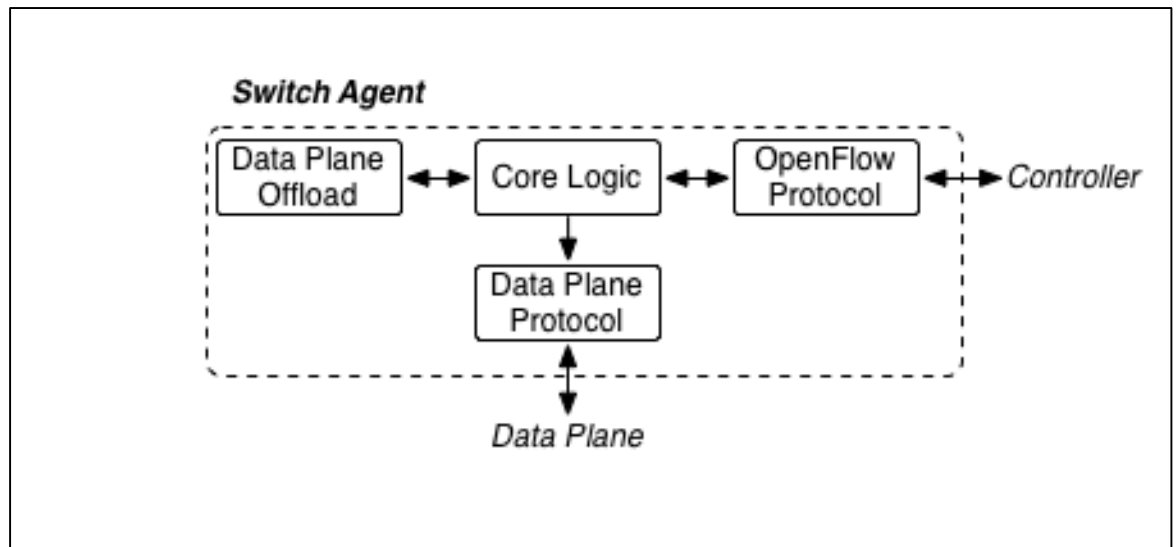 Switch Agent
Data Plane
Offload
Core Logic
OpenFlow
Protocol
Controller
Data Plane
Protocol
Data Plane